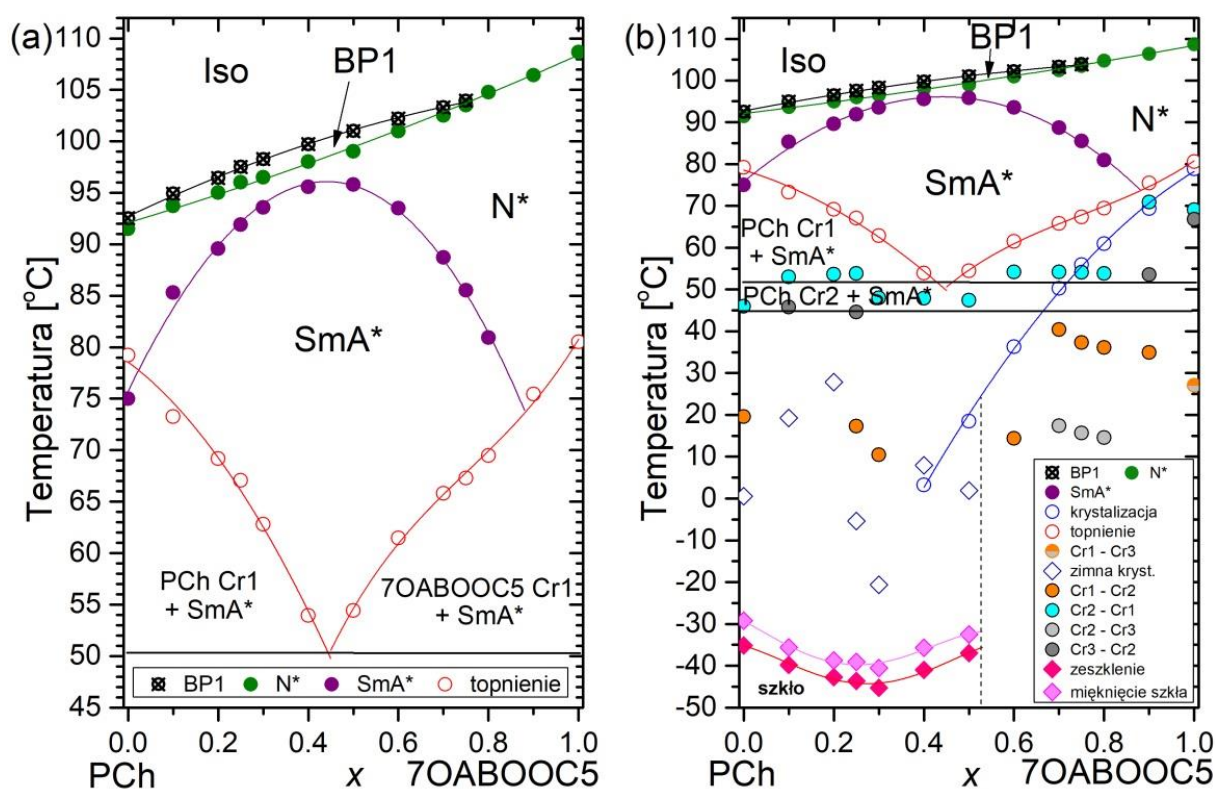 (a)
110
105
100
95
90
85
80
75
70
65
60
55
50
45
Temperatura [°C]
Iso
BP1
N*
SmA*
PCh Cr1
+ SmA*
7OABOOC5 Cr1
+ SmA*
BP1 N* SmA* topnienie
0.0 0.2 0.4 0.6 0.8 1.0
PCh x 7OABOOC5
(b)
110
100
90
80
70
60
50
40
30
20
10
0
-10
-20
-30
-40
-50
Temperatura [°C]
Iso
BP1
N*
SmA*
PCh Cr1
+ SmA*
PCh Cr2 + SmA*
szkło
BP1 N*
SmA*
krystalizacja
topnienie
Cr1 - Cr3
zimna kryst.
Cr1 - Cr2
Cr2 - Cr1
Cr2 - Cr3
Cr3 - Cr2
zeszklenie
mięknięcie szkła
0.0 0.2 0.4 0.6 0.8 1.0
PCh x 7OABOOC5